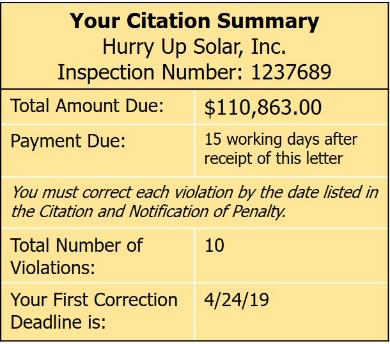 Your Citation Summary
Hurry Up Solar, Inc.
Inspection Number: 1237689
Total Amount Due: $110,863.00
Payment Due: 15 working days after
receipt of this letter
You must correct each violation by the date listed in
the Citation and Notification of Penalty.
Total Number of 10
Violations:
Your First Correction 4/24/19
Deadline is: